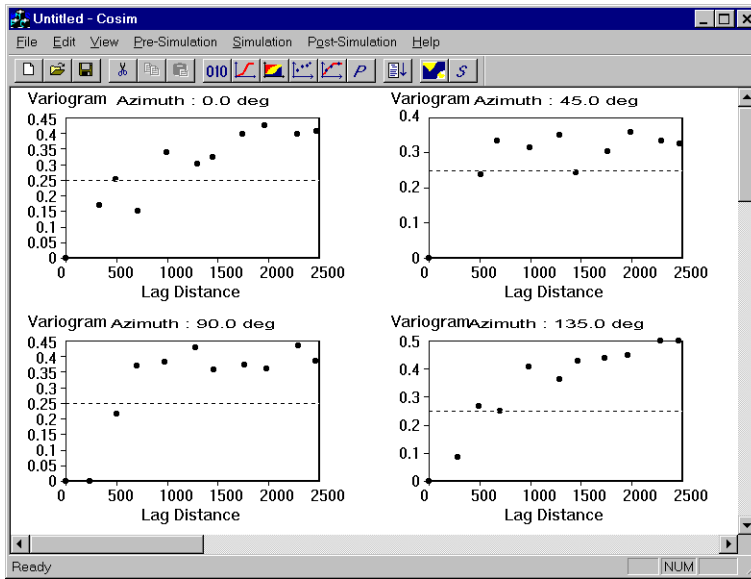 Untitled - Cosim
File Edit View Pre-Simulation Simulation Post-Simulation Help
010 P S
Variogram Azimuth : 0.0 deg
0.45
0.4
0.35
0.3
0.25
0.2
0.15
0.1
0.05
0
0 500 1000 1500 2000 2500
Lag Distance
Variogram Azimuth : 45.0 deg
0.4
0.3
0.2
0.1
0
0 500 1000 1500 2000 2500
Lag Distance
Variogram Azimuth : 90.0 deg
0.45
0.4
0.35
0.3
0.25
0.2
0.15
0.1
0.05
0
0 500 1000 1500 2000 2500
Lag Distance
Variogram Azimuth : 135.0 deg
0.5
0.4
0.3
0.2
0.1
0
0 500 1000 1500 2000 2500
Lag Distance
Ready NUM